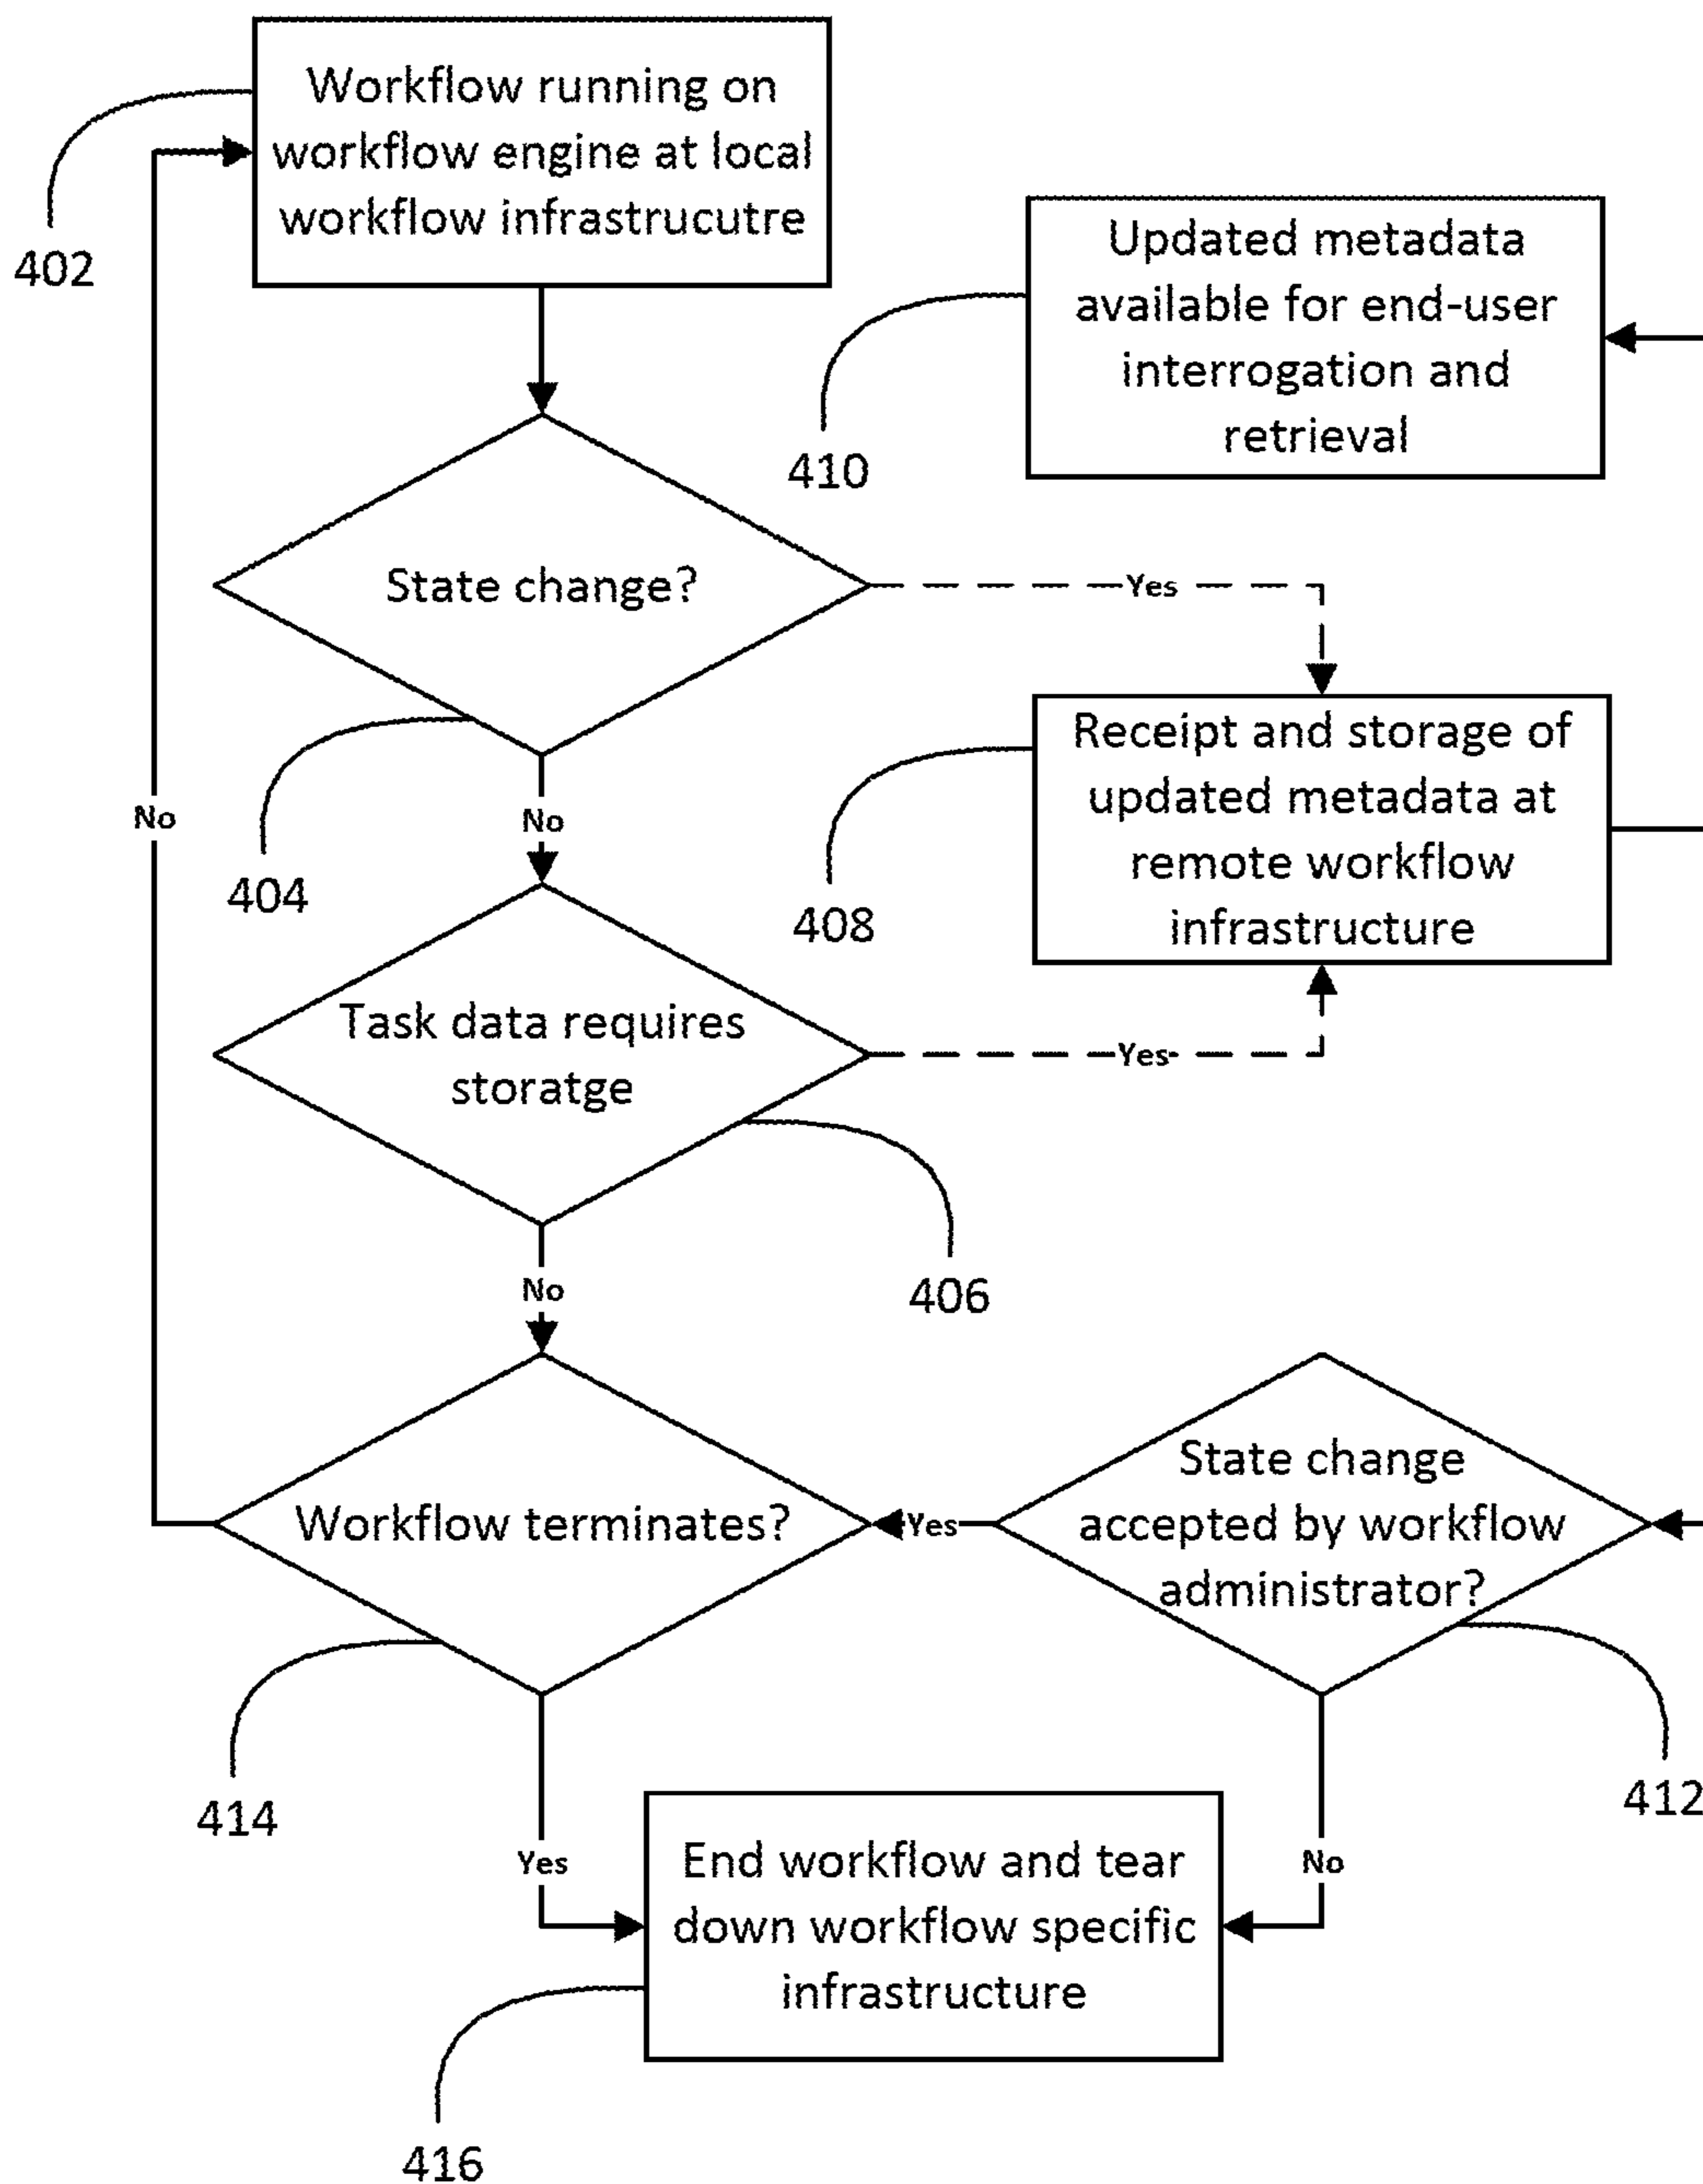 Workflow running on
workflow engine at local
workflow infrastrucutre
402
Updated metadata
available for end-user
interrogation and
retrieval
410
State change?
Yes
404
No
No
Receipt and storage of
updated metadata at
remote workflow
infrastructure
408
Task data requires
storatge
Yes
406
No
Workflow terminates?
Yes
State change
accepted by workflow
administrator?
414
412
Yes
No
End workflow and tear
down workflow specific
infrastructure
416